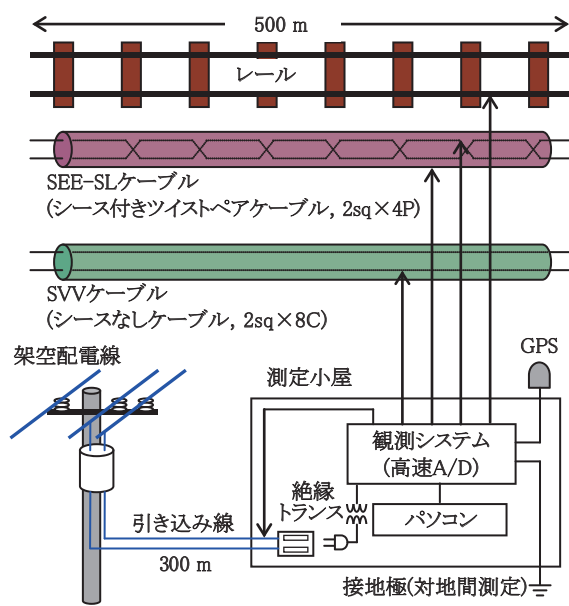 500 m
レール
SEE-SLケーブル
(シース付きツイストペアケーブル, 2sq×4P)
SVVケーブル
(シースなしケーブル, 2sq×8C)
架空配電線
GPS
測定小屋
観測システム
(高速A/D)
絶縁
トランス
パソコン
引き込み線
300 m
接地極(対地間測定)